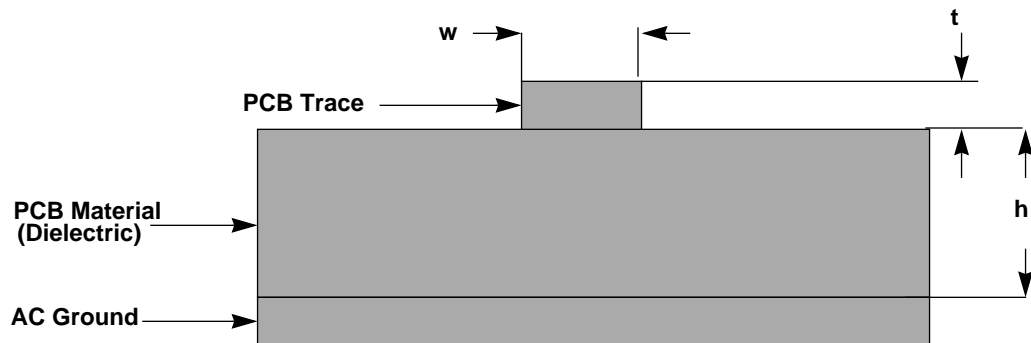 t
w
PCB Trace
PCB Material
(Dielectric)
h
AC Ground